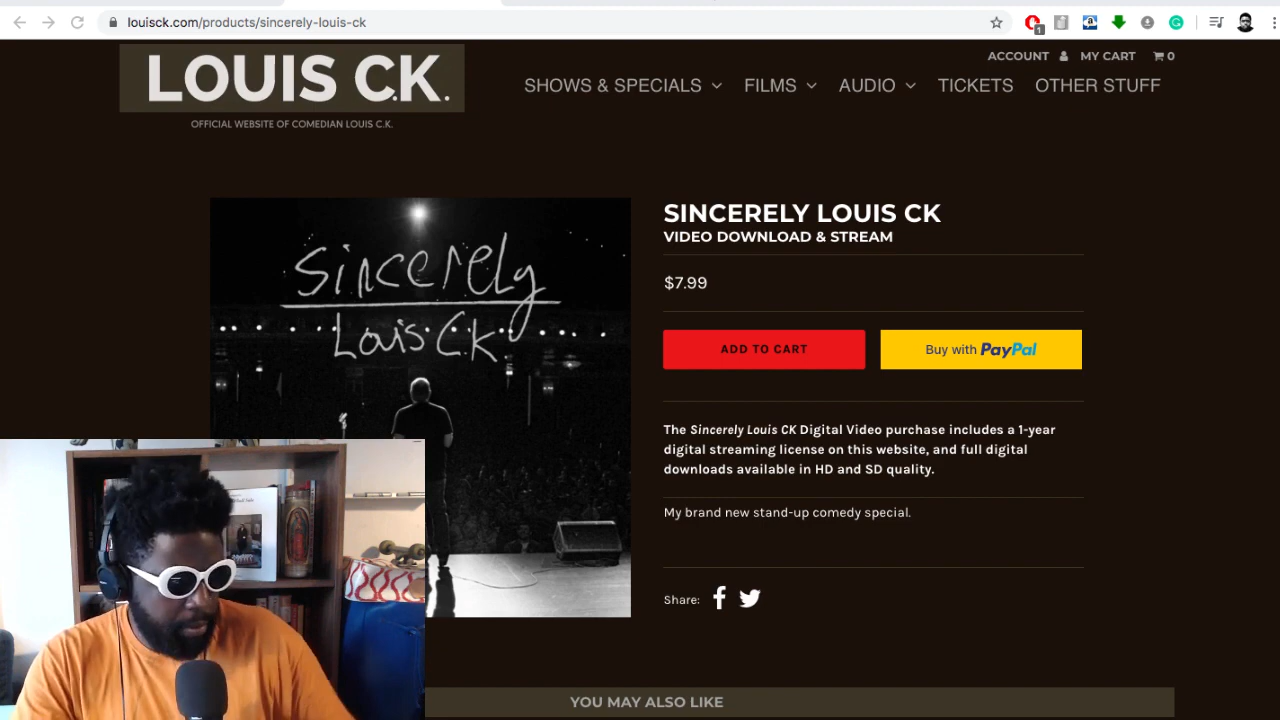 louisck.com/products/sincerely-louis-ck
1
ACCOUNT MY CART 0
LOUIS C.K.
OFFICIAL WEBSITE OF COMEDIAN LOUIS C.K.
SHOWS & SPECIALS FILMS AUDIO TICKETS OTHER STUFF
Sincerely
Louis C.K.
SINCERELY LOUIS CK
VIDEO DOWNLOAD & STREAM
$7.99
ADD TO CART
Buy with PayPal
The Sincerely Louis CK Digital Video purchase includes a 1-year
digital streaming license on this website, and full digital
downloads available in HD and SD quality.
My brand new stand-up comedy special.
Share:
YOU MAY ALSO LIKE